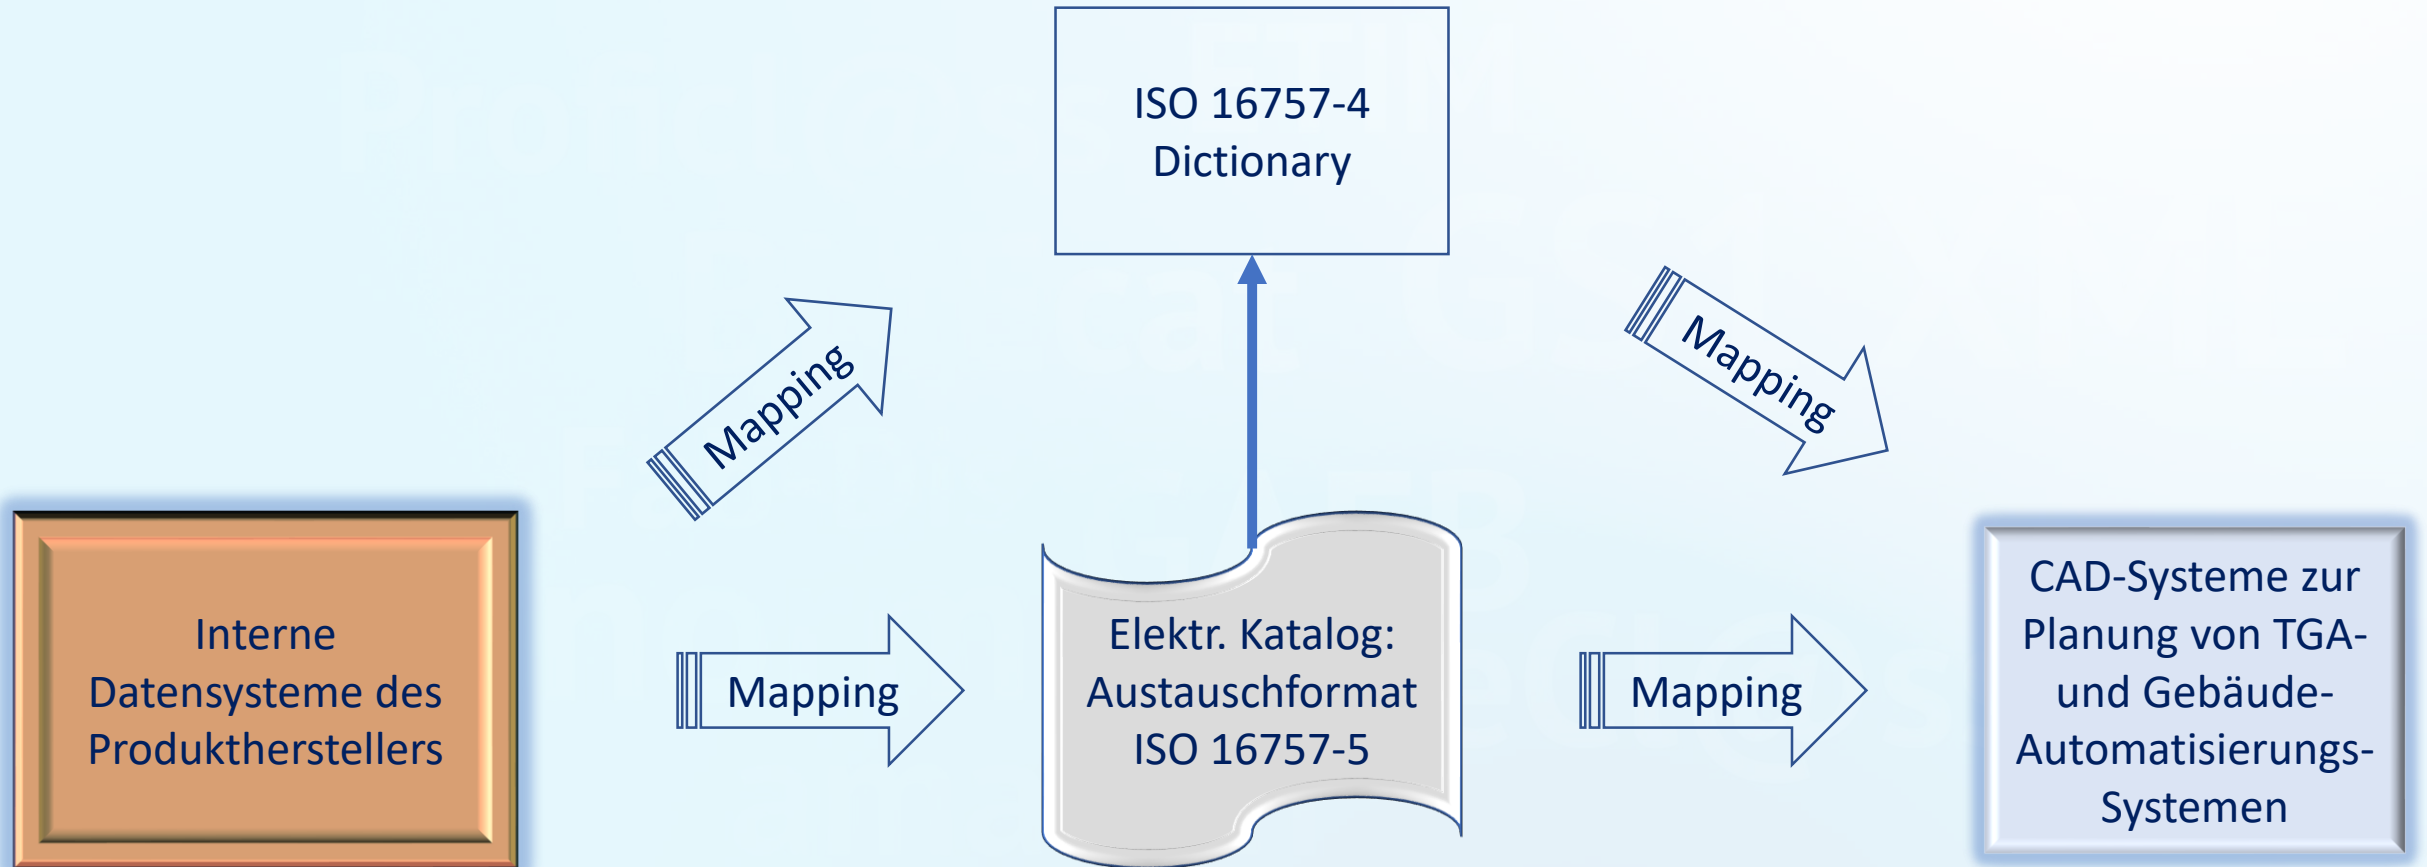 ISO 16757-4
Dictionary
Mapping
Mapping
Interne
Datensysteme des
Produktherstellers
Mapping
Elektr. Katalog:
Austauschformat
ISO 16757-5
Mapping
CAD-Systeme zur
Planung von TGA-
und Gebäude-
Automatisierungs-
Systemen